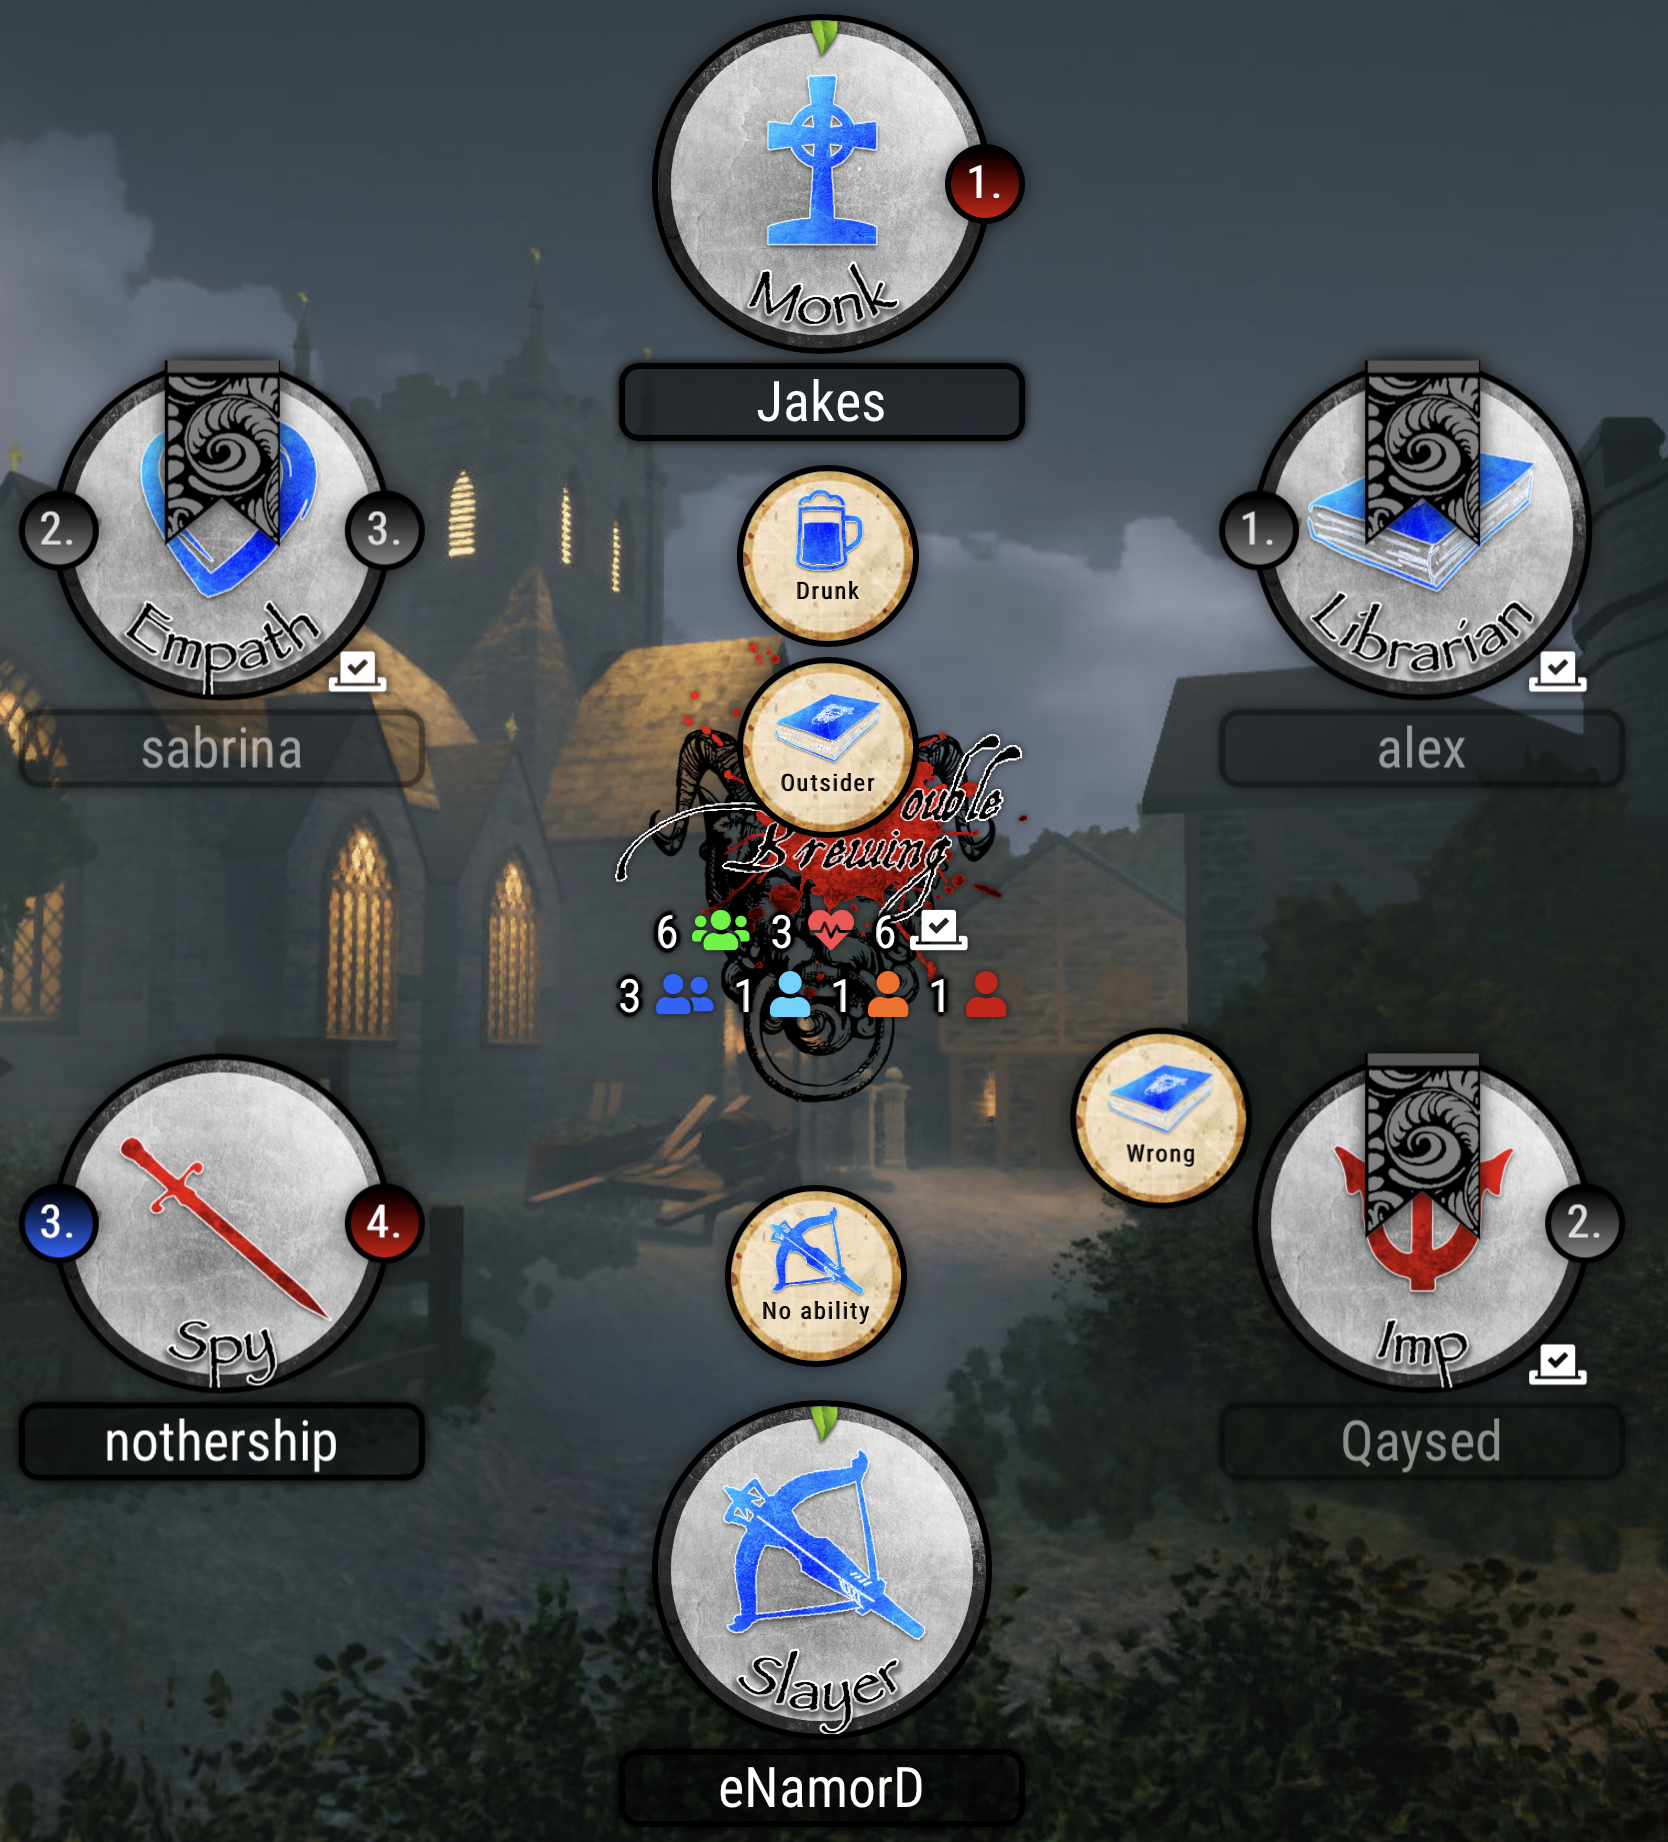 Monk
1.
Jakes
2.
3.
Empath
sabrina
Drunk
1.
Librarian
alex
Outsider
ouble
Brewing
6 3 6
3 1 1 1
3.
4.
Spy
nothership
Wrong
2.
Imp
Qaysed
No ability
Slayer
eNamorD